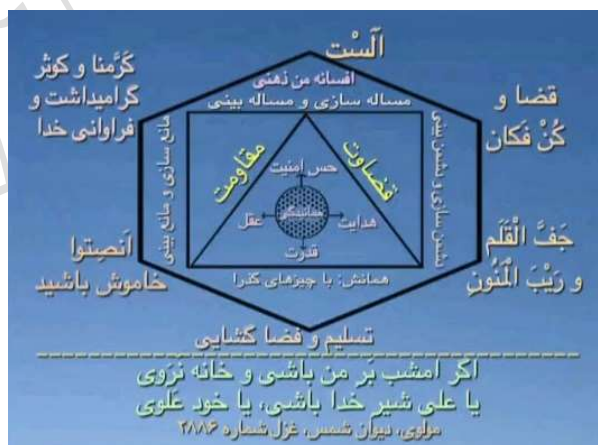 اَلَسْت
افسانه من ذهنی
مساله سازی و مساله بینی
کَرَّمنا و کوثر
گرامیداشت و
فراوانی خدا
قضا و
کُنْ فَکان
مانع سازی و مانع بینی
مقاومت
قضاوت
دشمن سازی و دشمن بینی
حس امنیت
عقل
همانیدگی
هدایت
قدرت
اَنصِتوا
خاموش باشید
جَفَّ الْقَلَم
و رَیْبَ الْمَنُونِ
همانش: با چیزهای گذرا
تسلیم و فضا گشایی
اگر امشب بَرِ من باشی و خانه نَرَوی
یا علی شیر خدا باشی، یا خود عَلَوی
مولوی، دیوان شمس، غزل شماره ۲۸۸۶